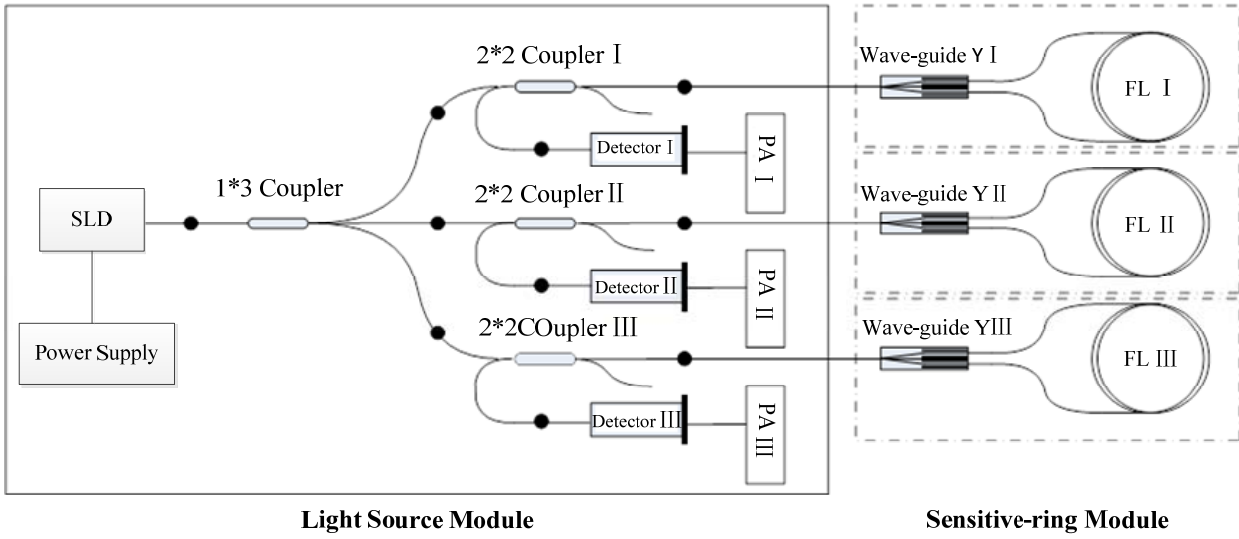 2*2 Coupler Ⅰ
Wave-guide Y Ⅰ
FL Ⅰ
Detector Ⅰ
PA Ⅰ
1*3 Coupler
SLD
2*2 Coupler Ⅱ
Wave-guide Y Ⅱ
FL Ⅱ
Detector Ⅱ
PA Ⅱ
Power Supply
2*2COupler Ⅲ
Wave-guide YⅢ
FL Ⅲ
Detector Ⅲ
PA Ⅲ
Light Source Module
Sensitive-ring Module